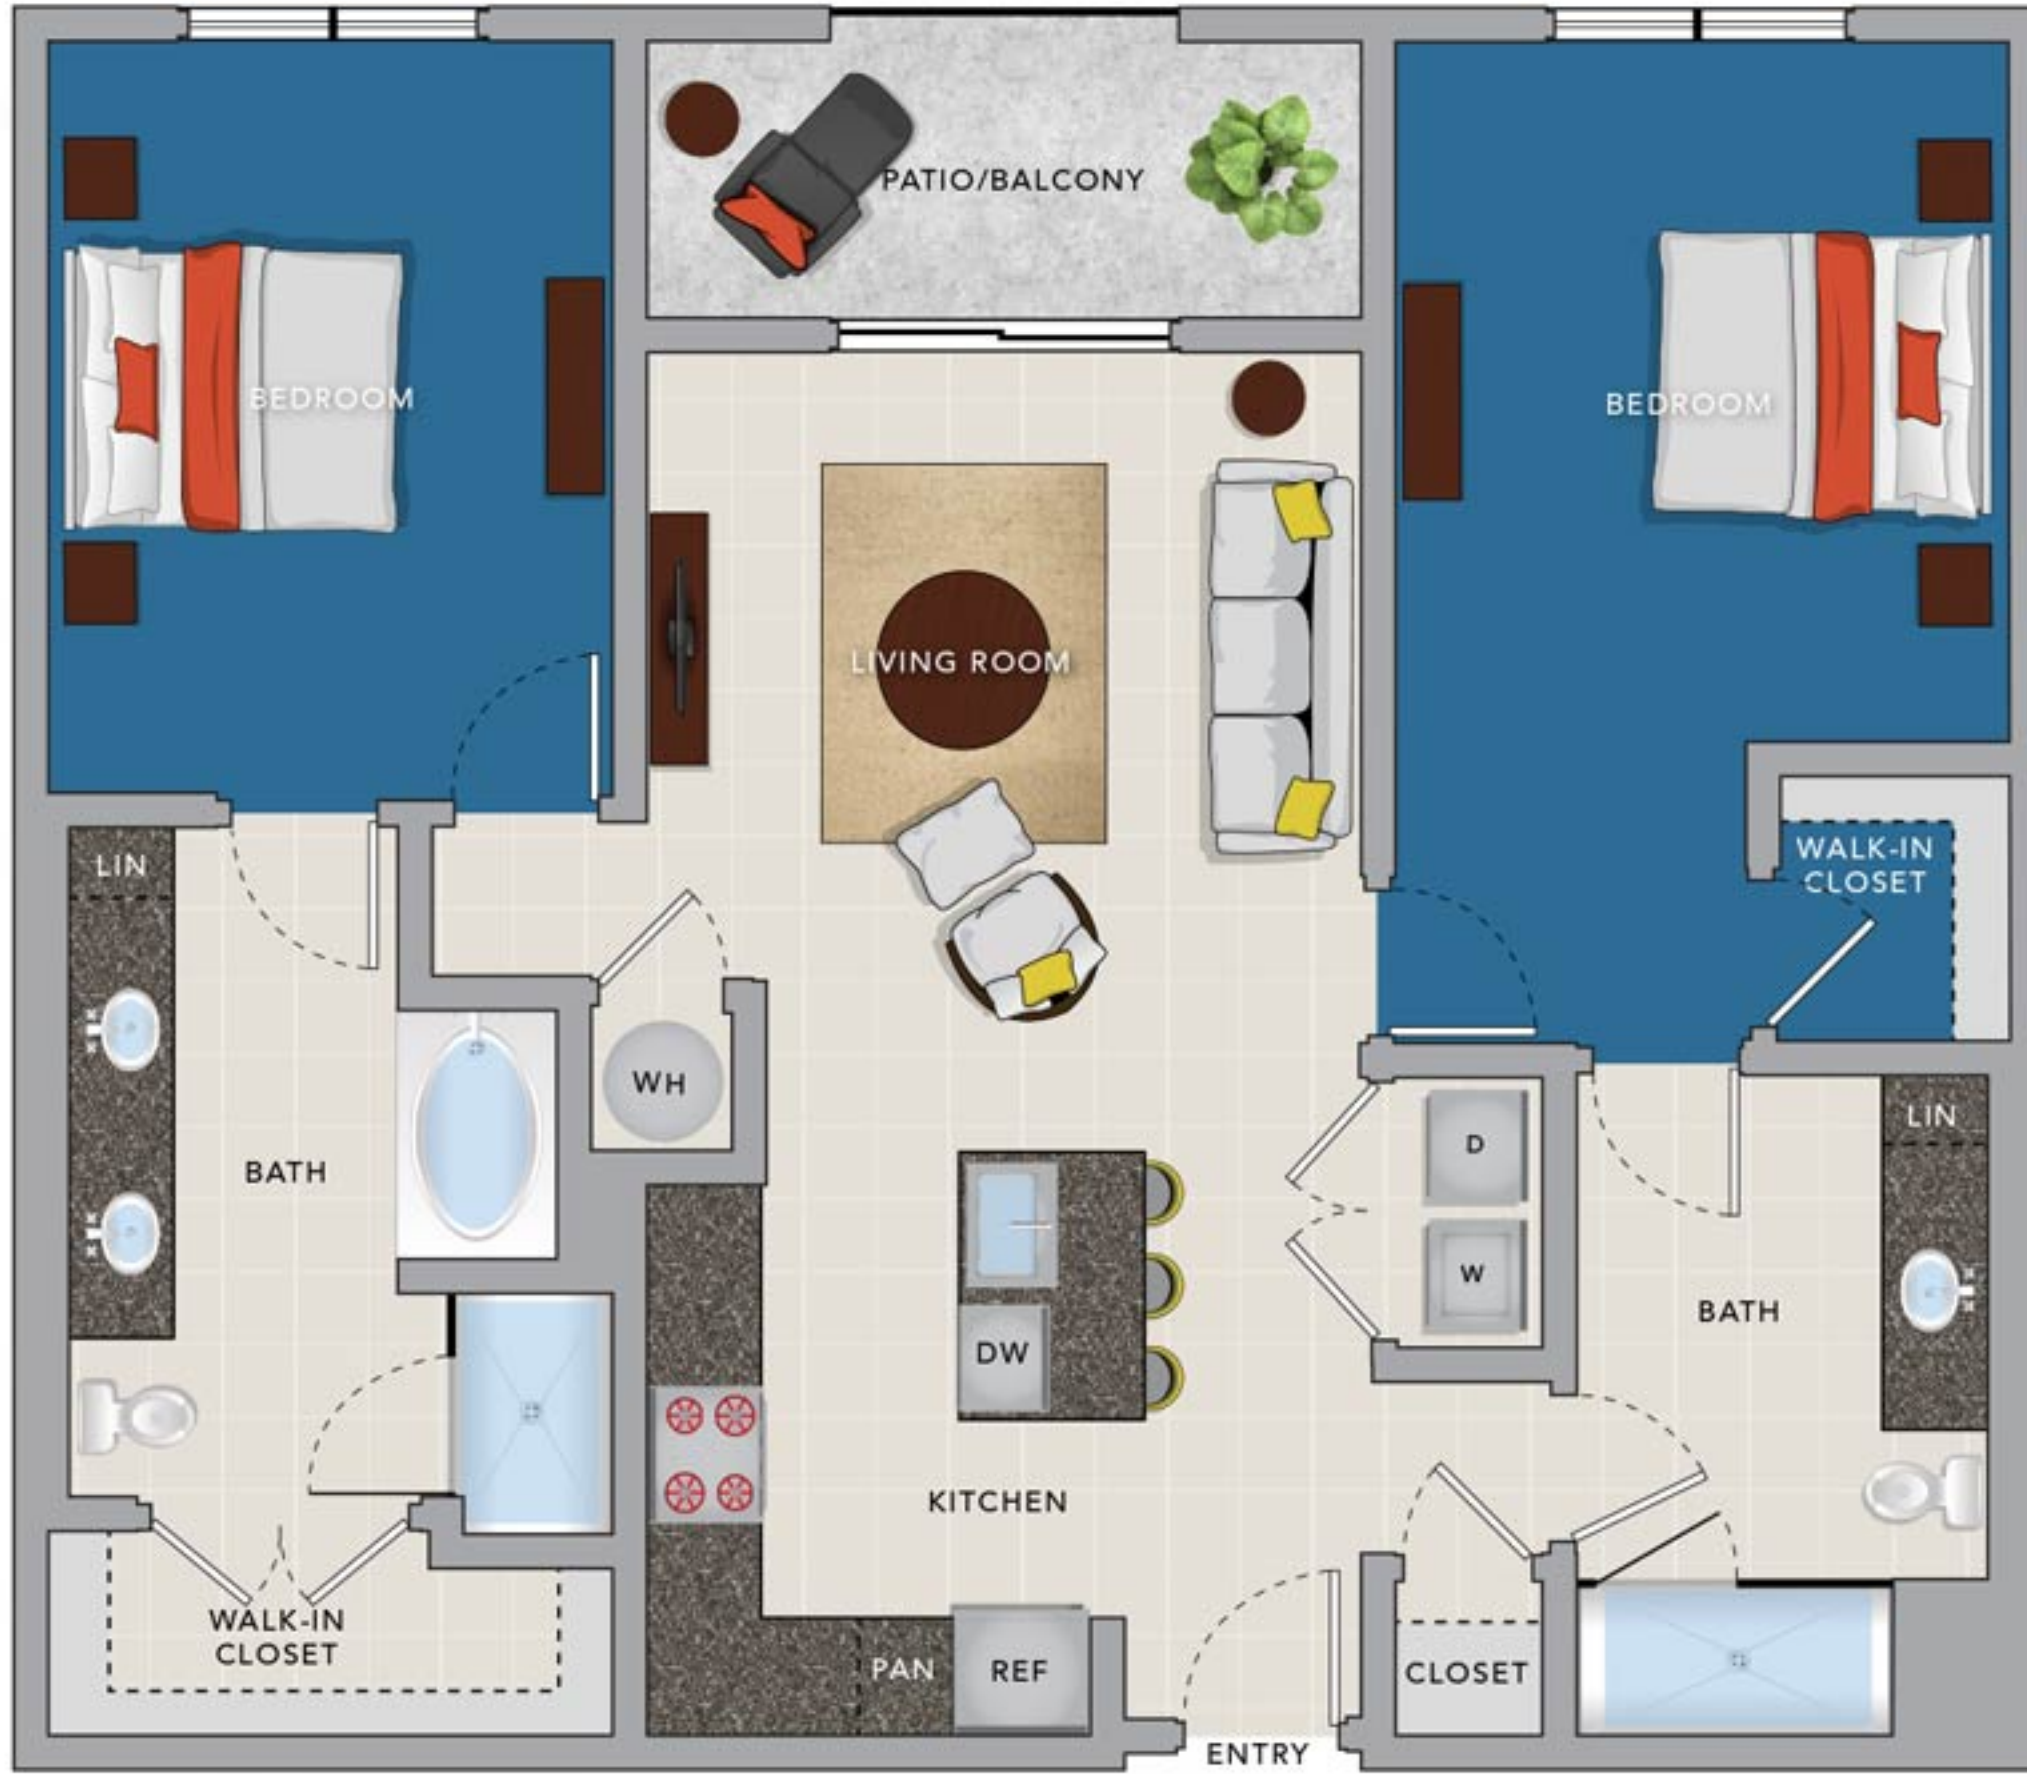 PATIO/BALCONY
BEDROOM
BEDROOM
LIVING ROOM
LIN
WALK-IN
CLOSET
WH
D
LIN
BATH
W
BATH
DW
KITCHEN
WALK-IN
CLOSET
PAN
REF
CLOSET
ENTRY